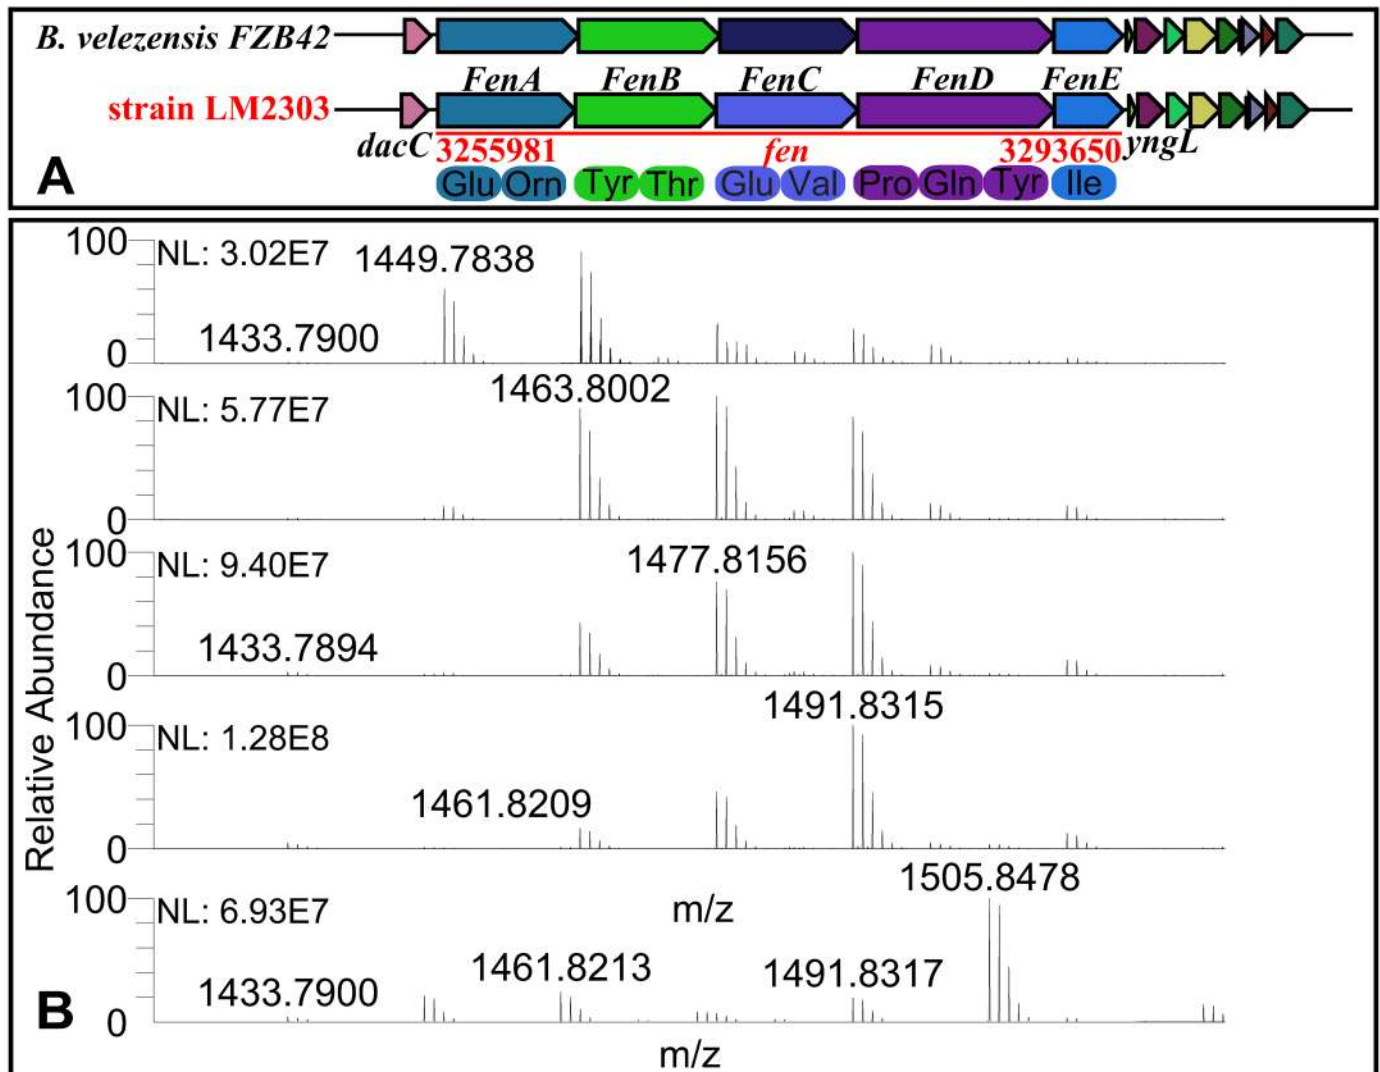 B. velezensis FZB42
FenA FenB FenC FenD FenE
strain LM2303
dacC 3255981 fen 3293650 yngL
A Glu Orn Tyr Thr Glu Val Pro Gln Tyr Ile
100 NL: 3.02E7 1449.7838
1433.7900
0
1463.8002
100 NL: 5.77E7
0
100 NL: 9.40E7 1477.8156
1433.7894
0
1491.8315
100 NL: 1.28E8
1461.8209
0
1505.8478
100 NL: 6.93E7 m/z
1461.8213 1491.8317
1433.7900
B 0
m/z
Relative Abundance